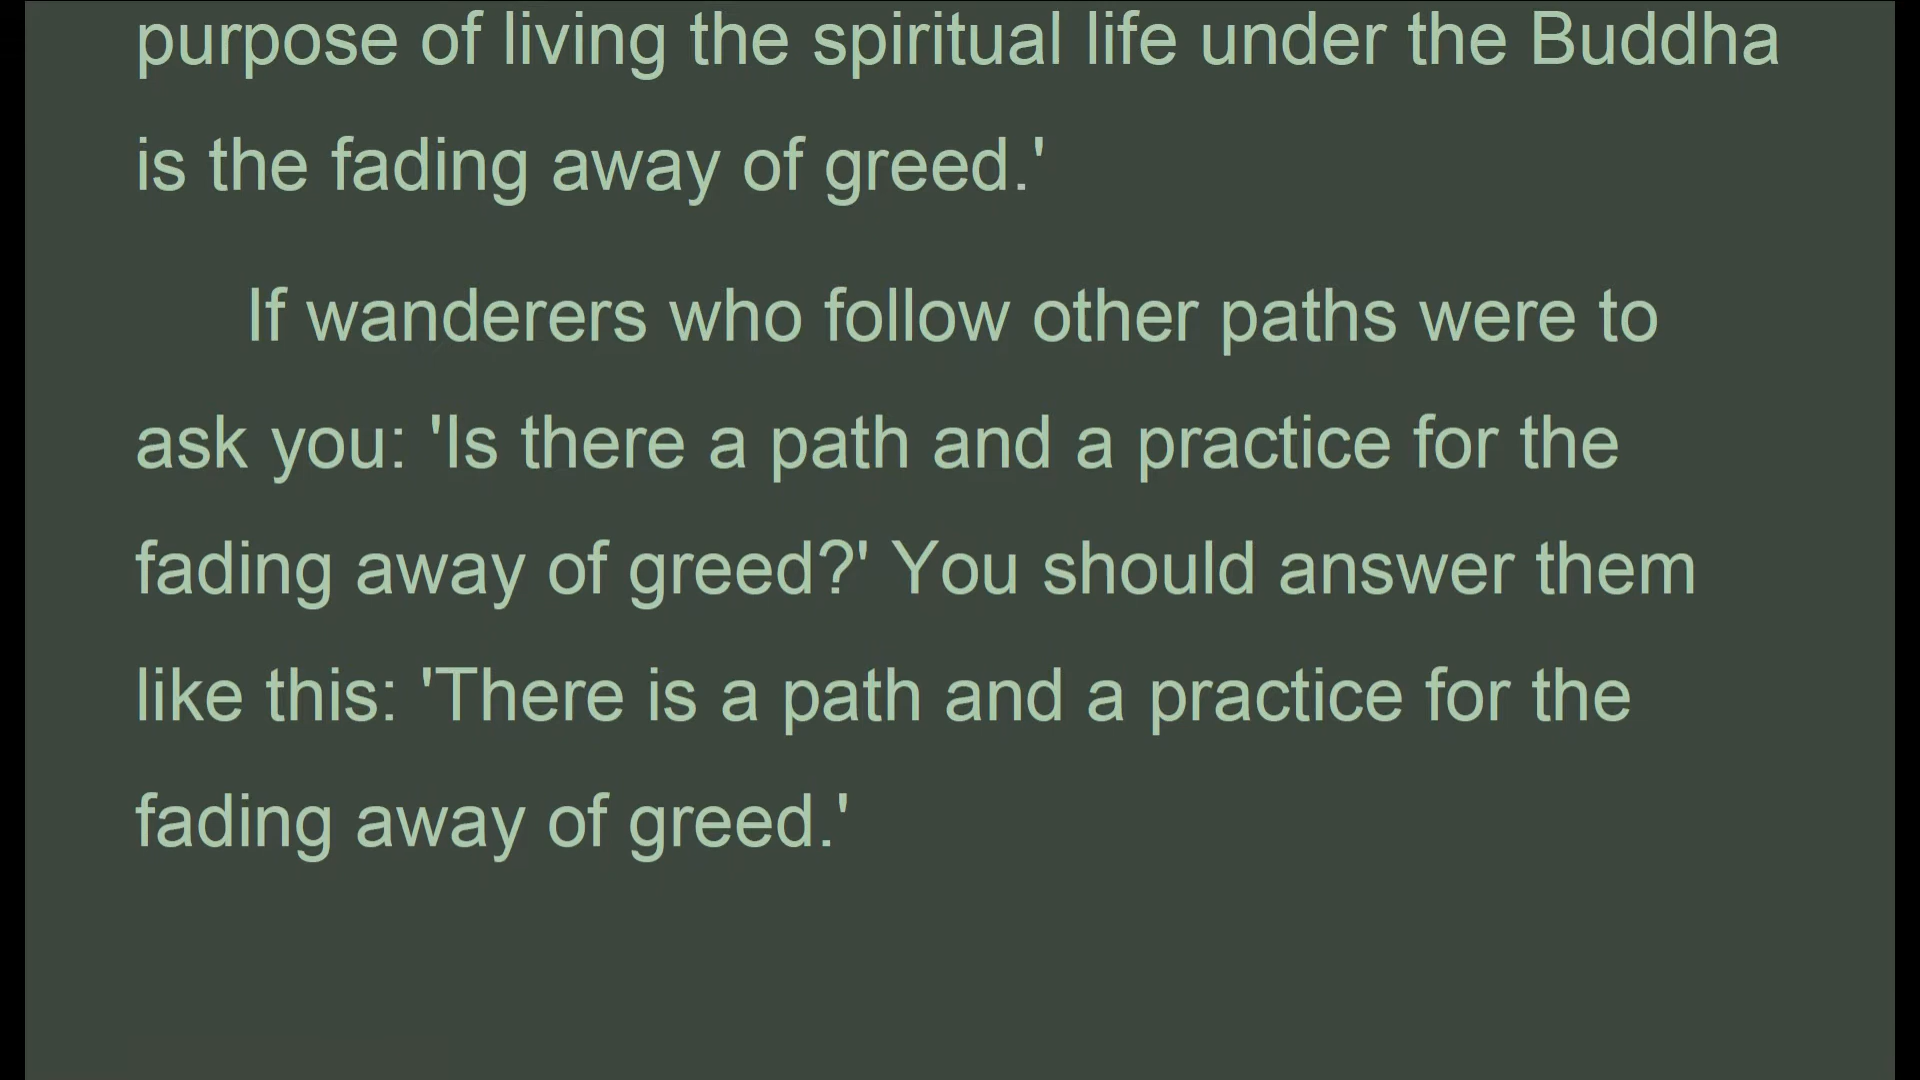 purpose of living the spiritual life under the Buddha
is the fading away of greed.'
If wanderers who follow other paths were to
ask you: 'Is there a path and a practice for the
fading away of greed?' You should answer them
like this: 'There is a path and a practice for the
fading away of greed.'